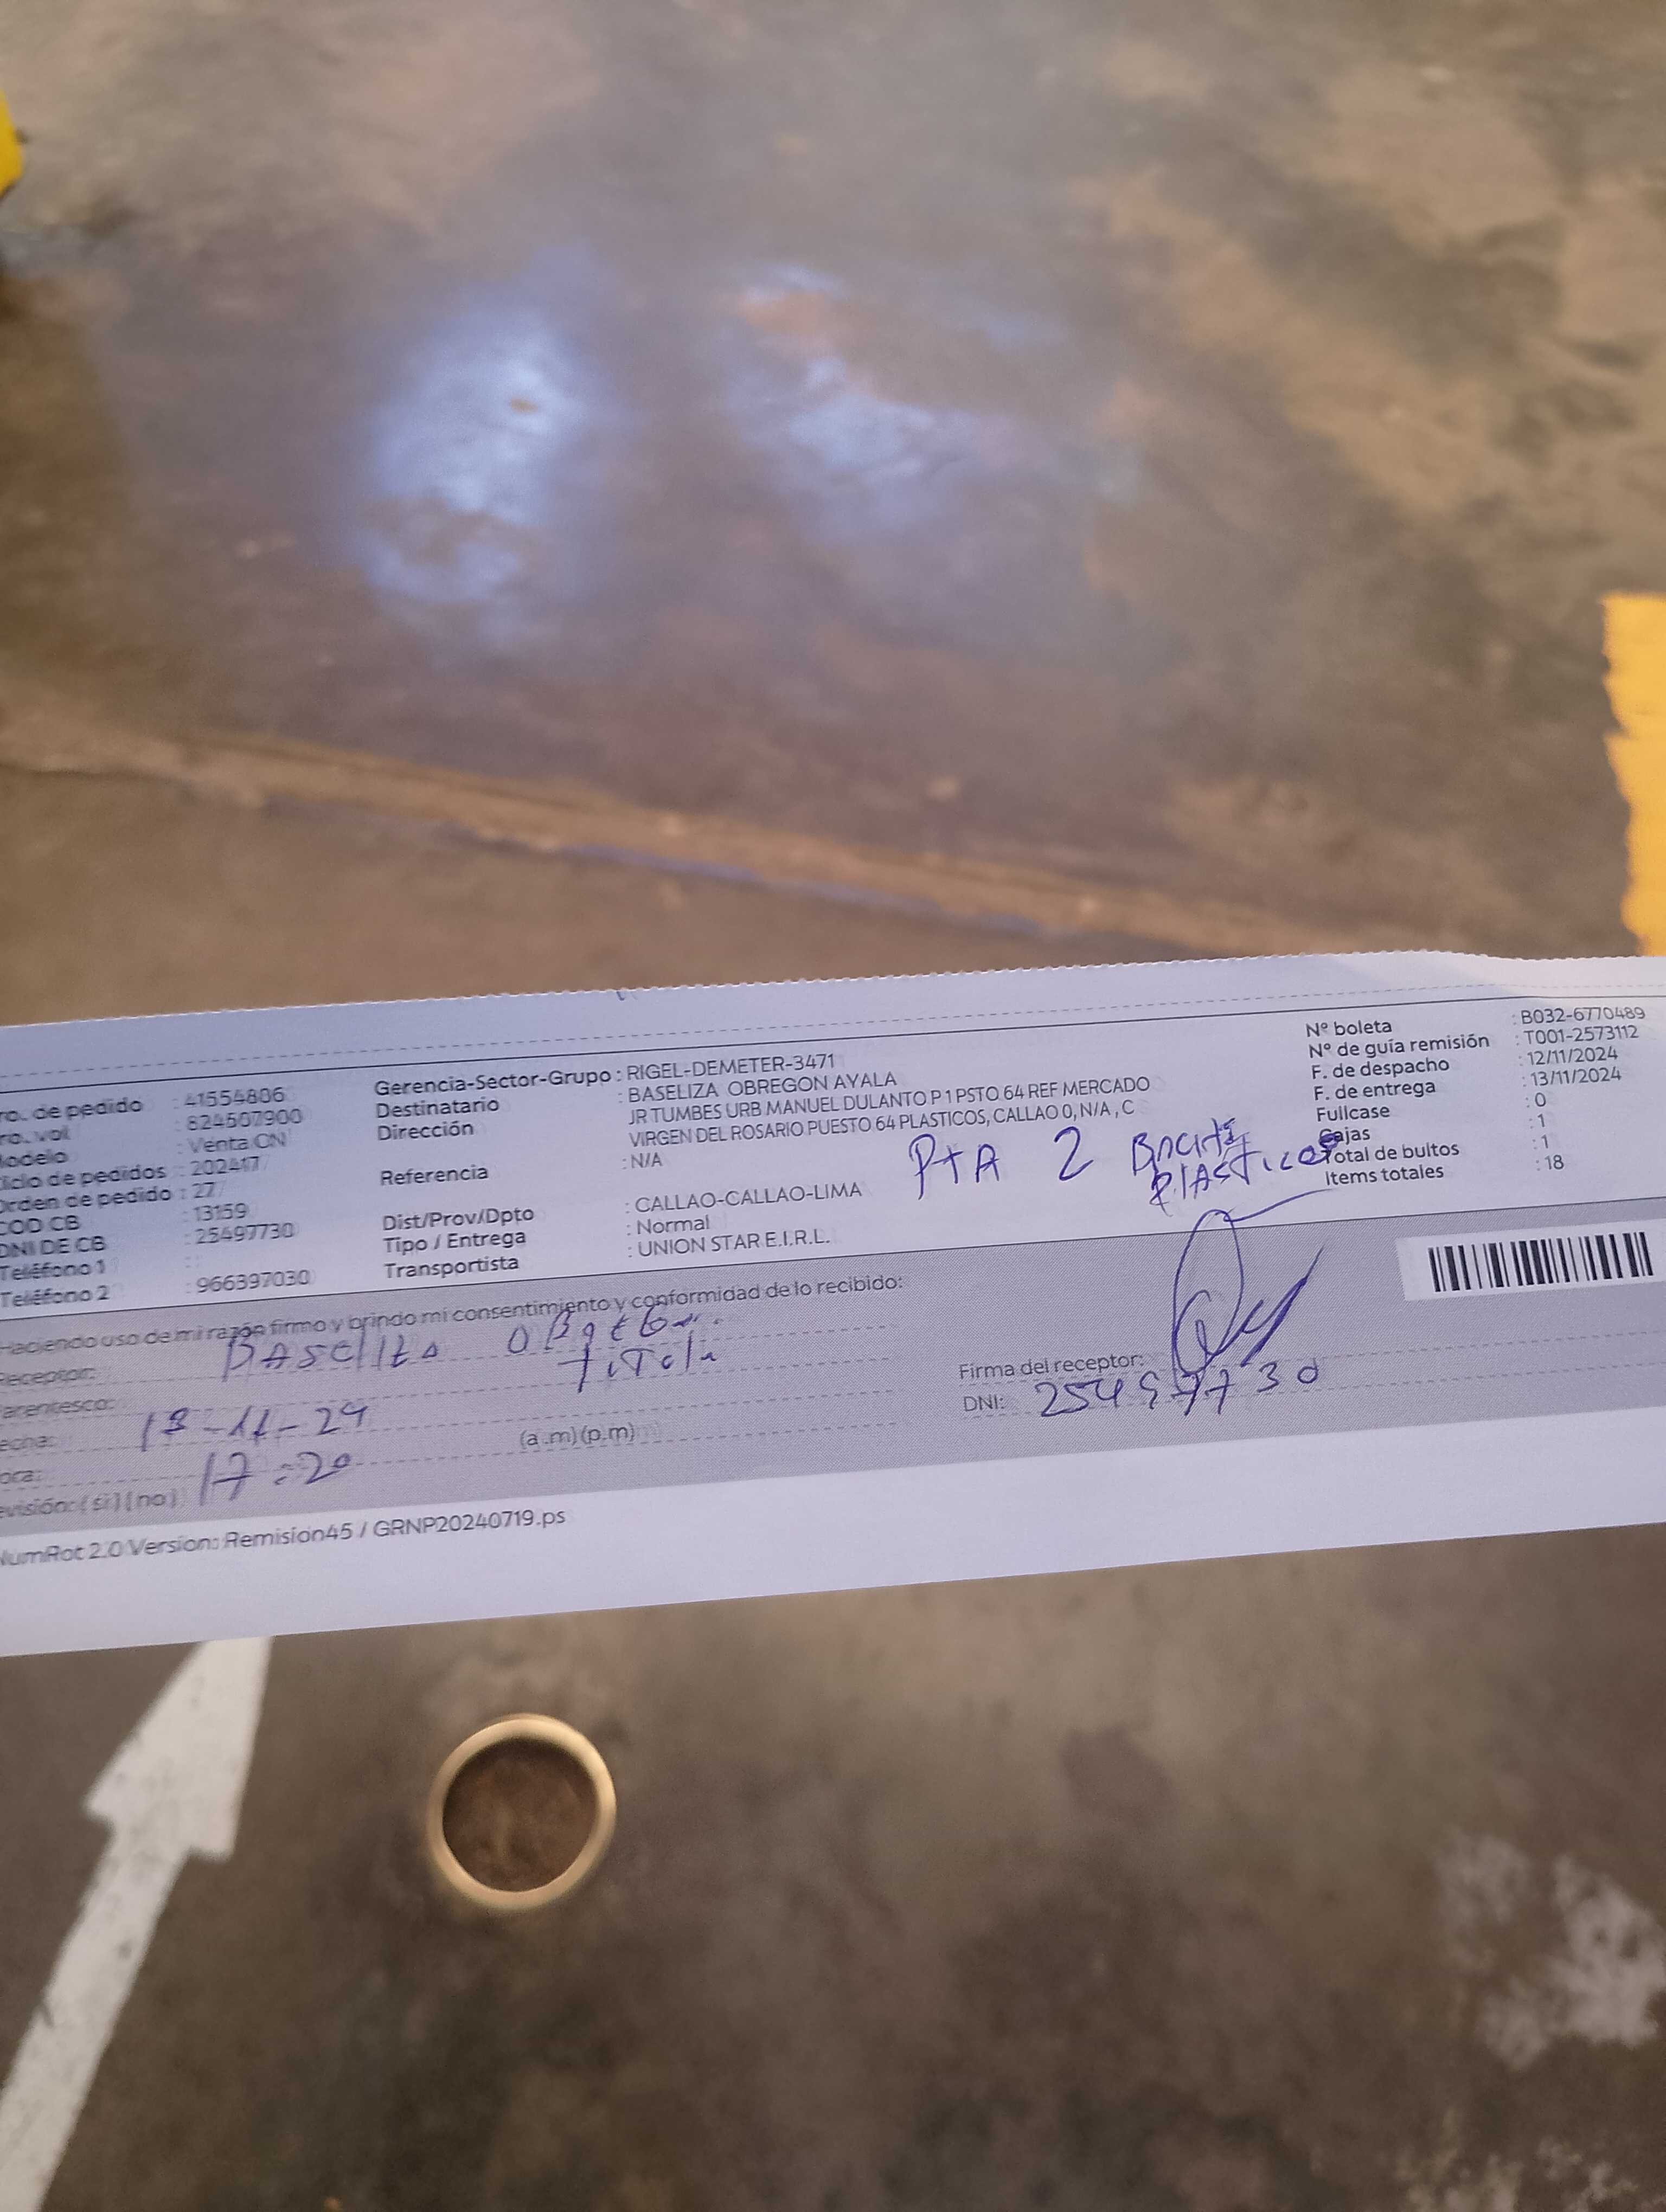 ro. de pedido : 41554806
ro. vol : 824507900
odelo : Venta CN
iclo de pedidos : 202417
Orden de pedido : 27
COD CB : 13159
DNI DE CB : 25497730
Teléfono 1 :
Teléfono 2 : 966397030
Gerencia-Sector-Grupo : RIGEL-DEMETER-3471
Destinatario : BASELIZA OBREGON AYALA
Dirección JR TUMBES URB MANUEL DULANTO P 1 PSTO 64 REF MERCADO
VIRGEN DEL ROSARIO PUESTO 64 PLASTICOS, CALLAO 0, N/A , C
Referencia : N/A
Dist/Prov/Dpto : CALLAO-CALLAO-LIMA
Tipo / Entrega : Normal
Transportista : UNION STAR E.I.R.L.
PtA 2
PlASTicos
Nº boleta : B032-6770489
Nº de guía remisión : T001-2573112
F. de despacho : 12/11/2024
F. de entrega : 13/11/2024
Fullcase : 0
Cajas : 1
Total de bultos : 1
Items totales : 18
Haciendo uso de mi razón firmo y brindo mi consentimiento y conformidad de lo recibido:
Receptor:
arentesco:
echa: 13-11-24
ora: 17:20 (a .m) (p.m)
evisión: ( si ) ( no )
Firma del receptor:
DNI: 25497730
NumRot 2.0 Version: Remision45 / GRNP20240719.ps